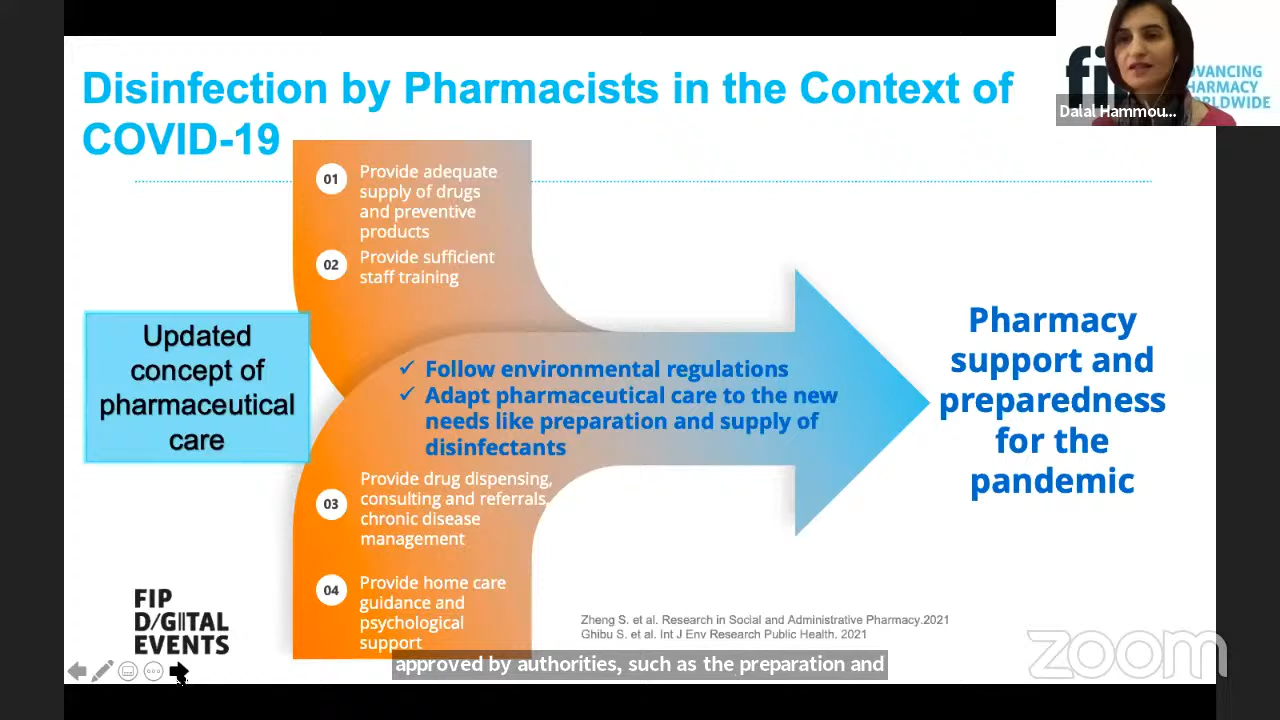 Disinfection by Pharmacists in the Context of
COVID-19
fi
DVANCING
HARMACY
ORLDWIDE
Dalal Hammou...
01
Provide adequate
supply of drugs
and preventive
products
02
Provide sufficient
staff training
Updated
concept of
pharmaceutical
care
✓ Follow environmental regulations
✓ Adapt pharmaceutical care to the new
needs like preparation and supply of
disinfectants
Pharmacy
support and
preparedness
for the
pandemic
03
Provide drug dispensing,
consulting and referrals,
chronic disease
management
04
Provide home care
guidance and
psychological
support
FIP
D/GITAL
EVENTS
Zheng S. et al. Research in Social and Administrative Pharmacy.2021
Ghibu S. et al. Int J Env Research Public Health. 2021
zoom
approved by authorities, such as the preparation and